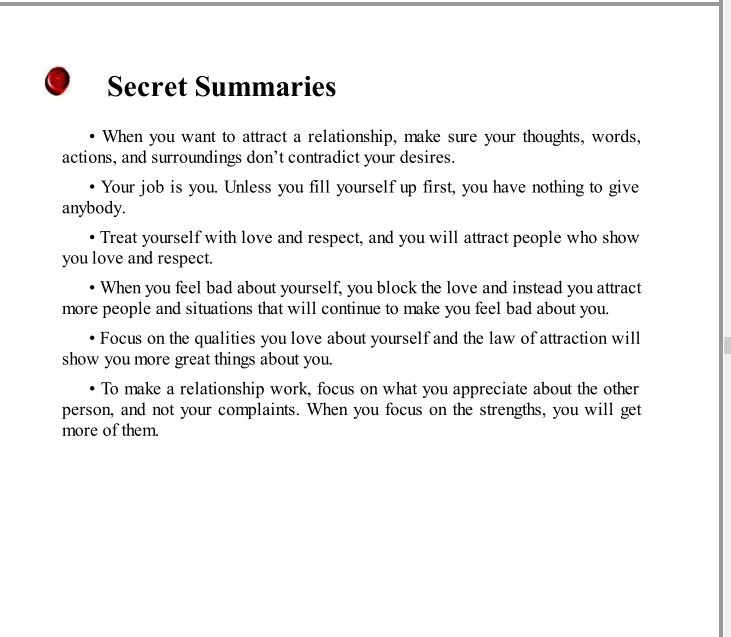 Secret Summaries
• When you want to attract a relationship, make sure your thoughts, words,
actions, and surroundings don’t contradict your desires.
• Your job is you. Unless you fill yourself up first, you have nothing to give
anybody.
• Treat yourself with love and respect, and you will attract people who show
you love and respect.
• When you feel bad about yourself, you block the love and instead you attract
more people and situations that will continue to make you feel bad about you.
• Focus on the qualities you love about yourself and the law of attraction will
show you more great things about you.
• To make a relationship work, focus on what you appreciate about the other
person, and not your complaints. When you focus on the strengths, you will get
more of them.